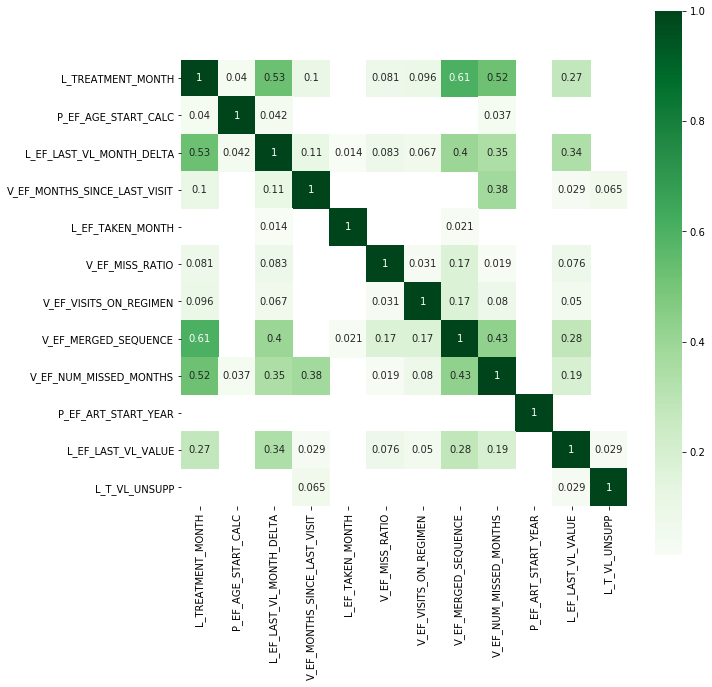 1.0
L_TREATMENT_MONTH 1 0.04 0.53 0.1 0.081 0.096 0.61 0.52 0.27
P_EF_AGE_START_CALC 0.04 1 0.042 0.037
0.8
L_EF_LAST_VL_MONTH_DELTA 0.53 0.042 1 0.11 0.014 0.083 0.067 0.4 0.35 0.34
V_EF_MONTHS_SINCE_LAST_VISIT 0.1 0.11 1 0.38 0.029 0.065
L_EF_TAKEN_MONTH 0.014 1 0.021
0.6
V_EF_MISS_RATIO 0.081 0.083 1 0.031 0.17 0.019 0.076
V_EF_VISITS_ON_REGIMEN 0.096 0.067 0.031 1 0.17 0.08 0.05
V_EF_MERGED_SEQUENCE 0.61 0.4 0.021 0.17 0.17 1 0.43 0.28
0.4
V_EF_NUM_MISSED_MONTHS 0.52 0.037 0.35 0.38 0.019 0.08 0.43 1 0.19
P_EF_ART_START_YEAR 1
L_EF_LAST_VL_VALUE 0.27 0.34 0.029 0.076 0.05 0.28 0.19 1 0.029
0.2
L_T_VL_UNSUPP 0.065 0.029 1
L_TREATMENT_MONTH
P_EF_AGE_START_CALC
L_EF_LAST_VL_MONTH_DELTA
V_EF_MONTHS_SINCE_LAST_VISIT
L_EF_TAKEN_MONTH
V_EF_MISS_RATIO
V_EF_VISITS_ON_REGIMEN
V_EF_MERGED_SEQUENCE
V_EF_NUM_MISSED_MONTHS
P_EF_ART_START_YEAR
L_EF_LAST_VL_VALUE
L_T_VL_UNSUPP